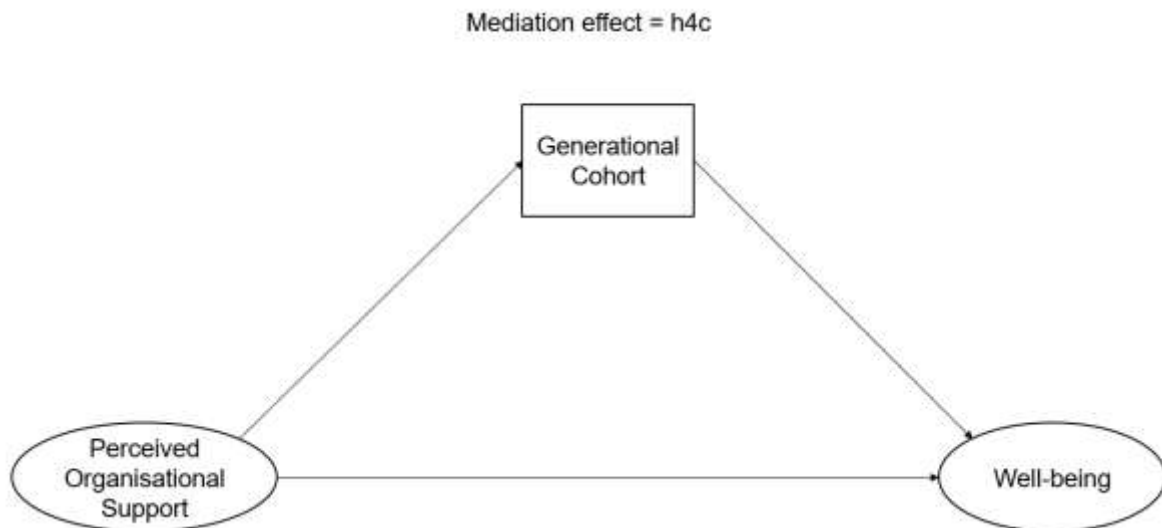 Mediation effect = h4c
Generational
Cohort
Perceived
Organisational
Support
Well-being